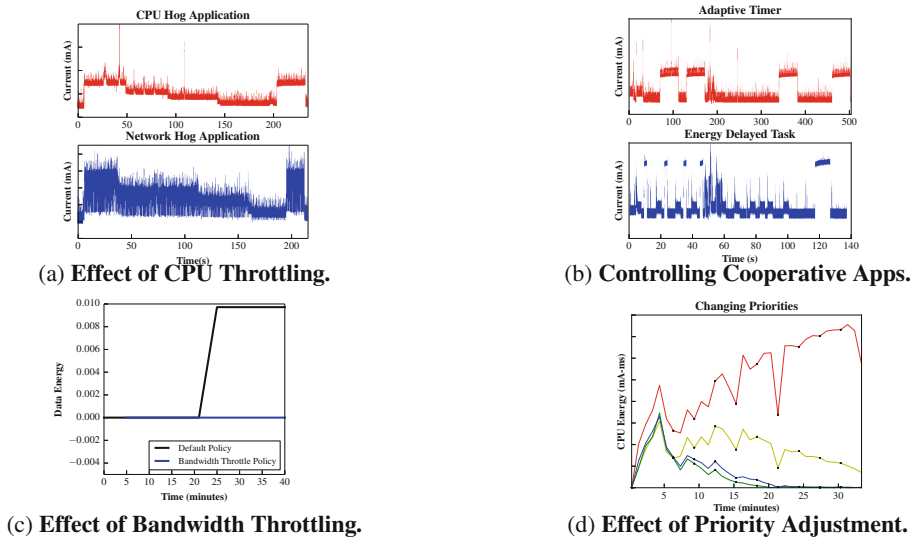 CPU Hog Application
Current (mA)
0 50 100 150 200
Network Hog Application
Current (mA)
0 50 100 150 200
Time(s)
(a) Effect of CPU Throttling.
Adaptive Timer
Current (mA)
0 100 200 300 400 500
Energy Delayed Task
Current (mA)
0 20 40 60 80 100 120 140
Time (s)
(b) Controlling Cooperative Apps.
0.010
0.008
0.006
0.004
0.002
0.000
−0.002
−0.004
Data Energy
Default Policy
Bandwidth Throttle Policy
0 5 10 15 20 25 30 35 40
Time (minutes)
(c) Effect of Bandwidth Throttling.
Changing Priorities
CPU Energy (mA-ms)
5 10 15 20 25 30
Time (minutes)
(d) Effect of Priority Adjustment.